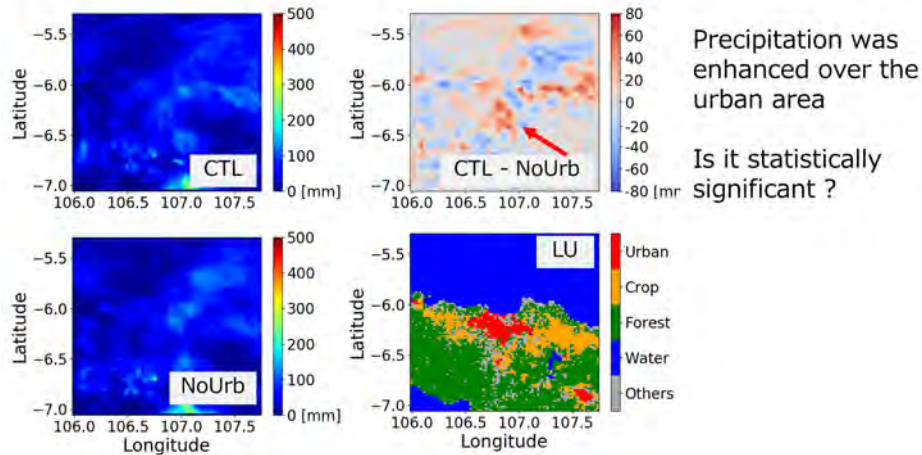 Latitude
−5.5
−6.0
−6.5
−7.0
106.0 106.5 107.0 107.5
CTL
500
400
300
200
100
0 [mm]
Latitude
−5.5
−6.0
−6.5
−7.0
106.0 106.5 107.0 107.5
CTL - NoUrb
80
60
40
20
0
−20
−40
−60
−80 [mr
Precipitation was
enhanced over the
urban area
Is it statistically
significant ?
Latitude
−5.5
−6.0
−6.5
−7.0
106.0 106.5 107.0 107.5
Longitude
NoUrb
500
400
300
200
100
0 [mm]
Latitude
−5.5
−6.0
−6.5
−7.0
106.0 106.5 107.0 107.5
Longitude
LU
Urban
Crop
Forest
Water
Others